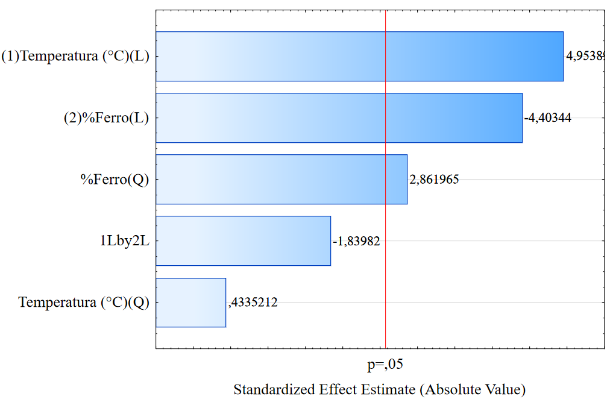 (1)Temperatura (°C)(L)
4,9538
(2)%Ferro(L)
-4,40344
%Ferro(Q)
2,861965
1Lby2L
-1,83982
Temperatura (°C)(Q)
,4335212
p=,05
Standardized Effect Estimate (Absolute Value)